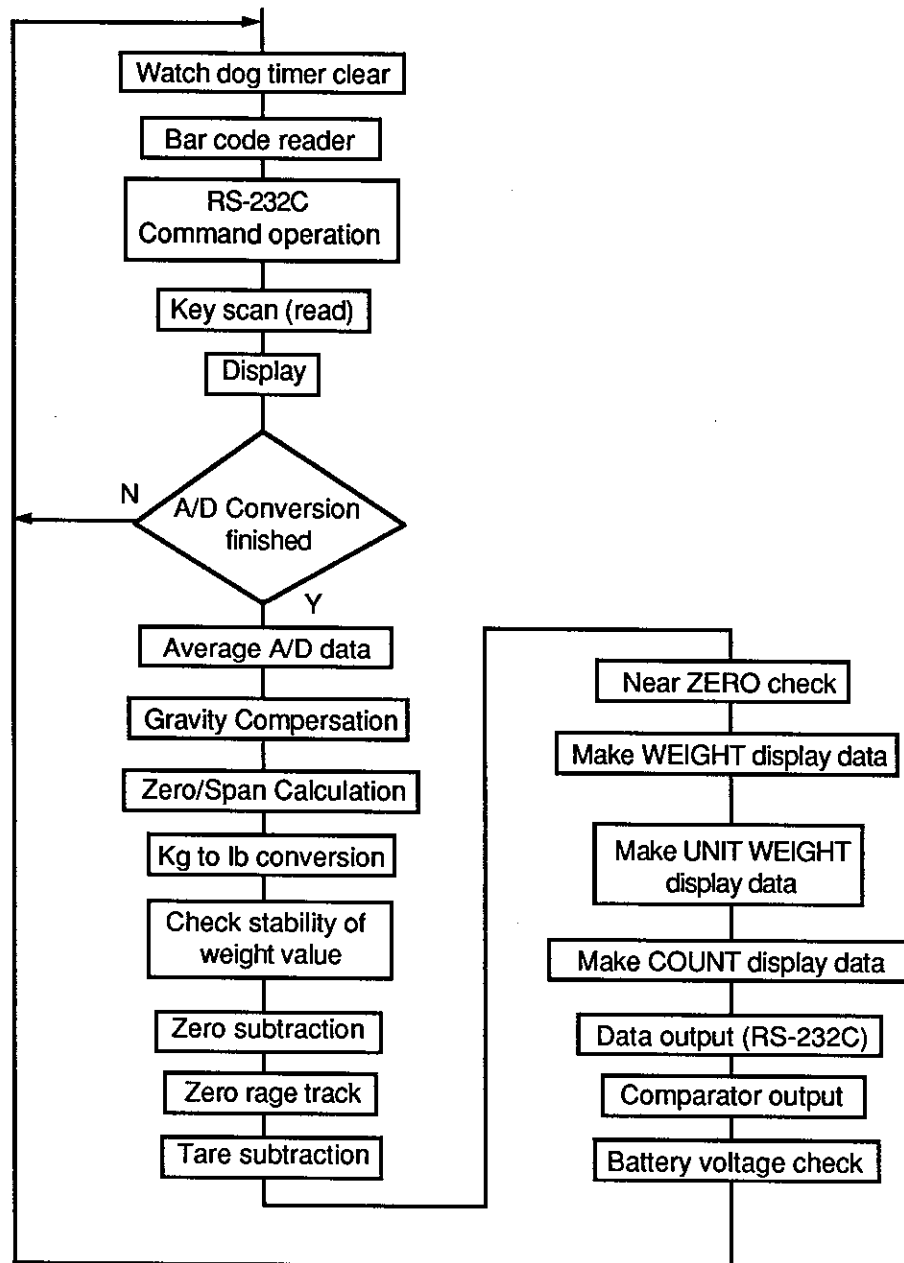 Watch dog timer clear
Bar code reader
RS-232C
Command operation
Key scan (read)
Display
N
A/D Conversion
finished
Y
Average A/D data
Gravity Compersation
Zero/Span Calculation
Kg to lb conversion
Check stability of
weight value
Zero subtraction
Zero rage track
Tare subtraction
Near ZERO check
Make WEIGHT display data
Make UNIT WEIGHT
display data
Make COUNT display data
Data output (RS-232C)
Comparator output
Battery voltage check